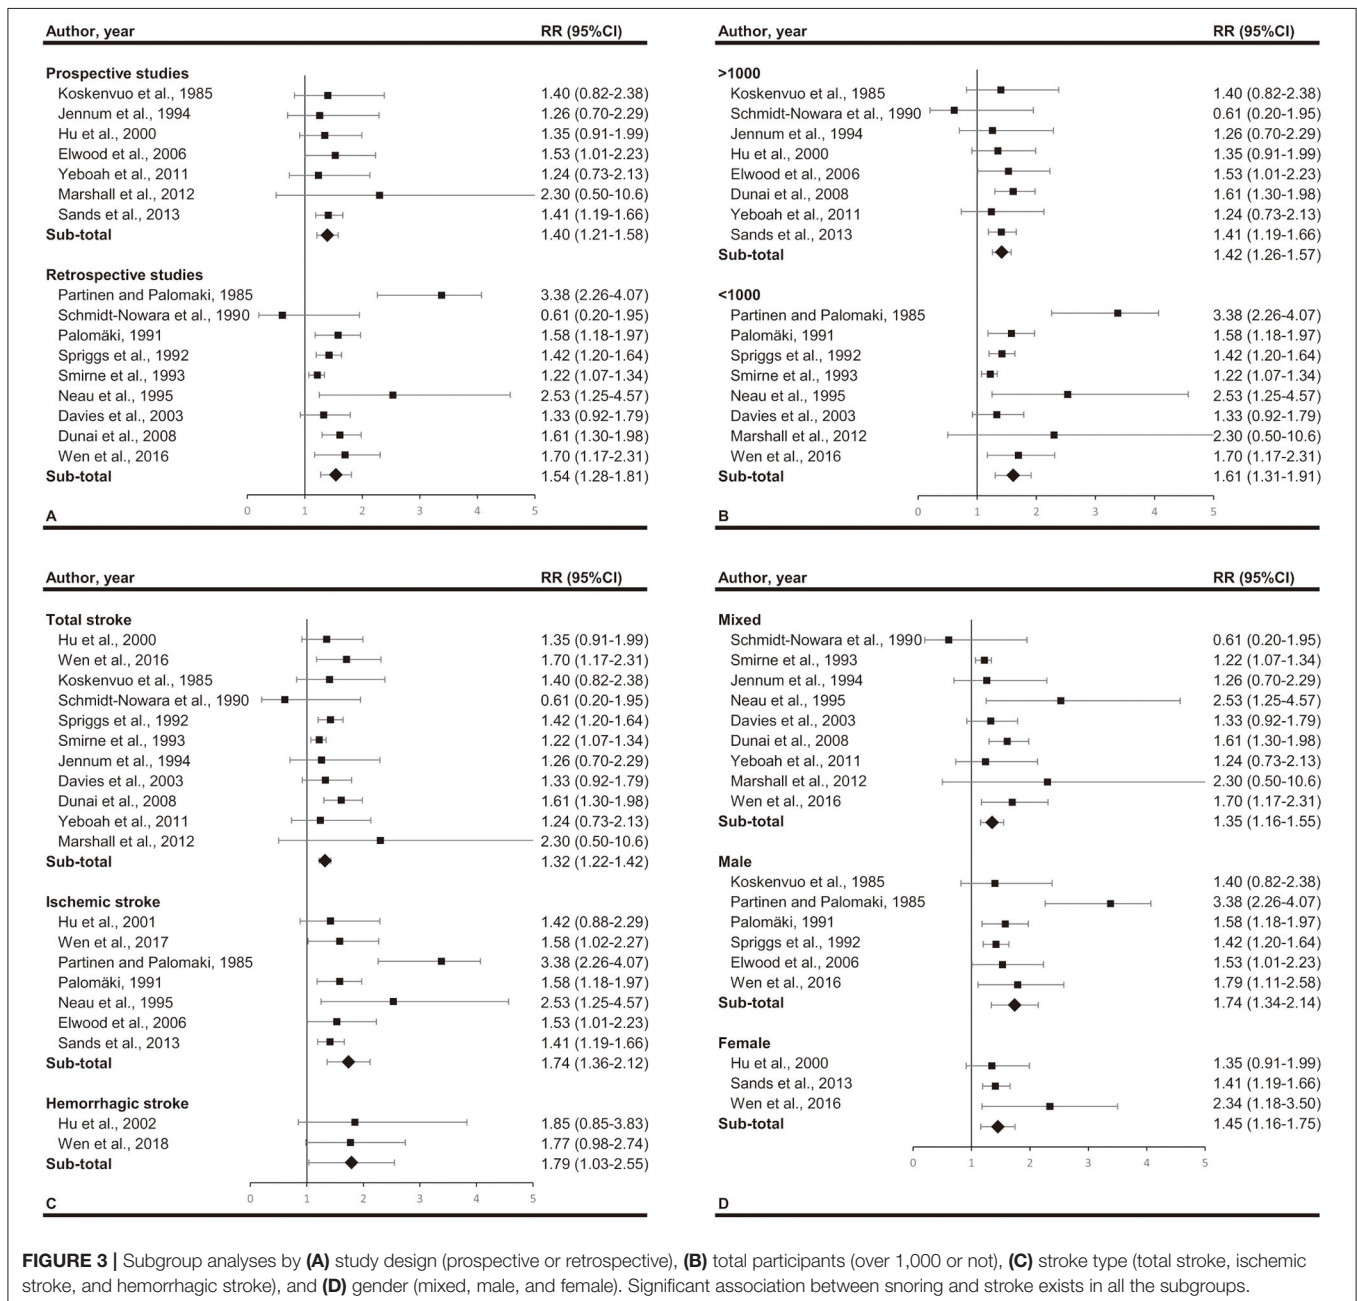 Author, year RR (95%CI)
Prospective studies
Koskenvuo et al., 1985 1.40 (0.82-2.38)
Jennum et al., 1994 1.26 (0.70-2.29)
Hu et al., 2000 1.35 (0.91-1.99)
Elwood et al., 2006 1.53 (1.01-2.23)
Yeboah et al., 2011 1.24 (0.73-2.13)
Marshall et al., 2012 2.30 (0.50-10.6)
Sands et al., 2013 1.41 (1.19-1.66)
Sub-total 1.40 (1.21-1.58)
Retrospective studies
Partinen and Palomaki, 1985 3.38 (2.26-4.07)
Schmidt-Nowara et al., 1990 0.61 (0.20-1.95)
Palomäki, 1991 1.58 (1.18-1.97)
Spriggs et al., 1992 1.42 (1.20-1.64)
Smirne et al., 1993 1.22 (1.07-1.34)
Neau et al., 1995 2.53 (1.25-4.57)
Davies et al., 2003 1.33 (0.92-1.79)
Dunai et al., 2008 1.61 (1.30-1.98)
Wen et al., 2016 1.70 (1.17-2.31)
Sub-total 1.54 (1.28-1.81)
0 1 2 3 4 5
A
Author, year RR (95%CI)
>1000
Koskenvuo et al., 1985 1.40 (0.82-2.38)
Schmidt-Nowara et al., 1990 0.61 (0.20-1.95)
Jennum et al., 1994 1.26 (0.70-2.29)
Hu et al., 2000 1.35 (0.91-1.99)
Elwood et al., 2006 1.53 (1.01-2.23)
Dunai et al., 2008 1.61 (1.30-1.98)
Yeboah et al., 2011 1.24 (0.73-2.13)
Sands et al., 2013 1.41 (1.19-1.66)
Sub-total 1.42 (1.26-1.57)
<1000
Partinen and Palomaki, 1985 3.38 (2.26-4.07)
Palomäki, 1991 1.58 (1.18-1.97)
Spriggs et al., 1992 1.42 (1.20-1.64)
Smirne et al., 1993 1.22 (1.07-1.34)
Neau et al., 1995 2.53 (1.25-4.57)
Davies et al., 2003 1.33 (0.92-1.79)
Marshall et al., 2012 2.30 (0.50-10.6)
Wen et al., 2016 1.70 (1.17-2.31)
Sub-total 1.61 (1.31-1.91)
0 1 2 3 4 5
B
Author, year RR (95%CI)
Total stroke
Hu et al., 2000 1.35 (0.91-1.99)
Wen et al., 2016 1.70 (1.17-2.31)
Koskenvuo et al., 1985 1.40 (0.82-2.38)
Schmidt-Nowara et al., 1990 0.61 (0.20-1.95)
Spriggs et al., 1992 1.42 (1.20-1.64)
Smirne et al., 1993 1.22 (1.07-1.34)
Jennum et al., 1994 1.26 (0.70-2.29)
Davies et al., 2003 1.33 (0.92-1.79)
Dunai et al., 2008 1.61 (1.30-1.98)
Yeboah et al., 2011 1.24 (0.73-2.13)
Marshall et al., 2012 2.30 (0.50-10.6)
Sub-total 1.32 (1.22-1.42)
Ischemic stroke
Hu et al., 2001 1.42 (0.88-2.29)
Wen et al., 2017 1.58 (1.02-2.27)
Partinen and Palomaki, 1985 3.38 (2.26-4.07)
Palomäki, 1991 1.58 (1.18-1.97)
Neau et al., 1995 2.53 (1.25-4.57)
Elwood et al., 2006 1.53 (1.01-2.23)
Sands et al., 2013 1.41 (1.19-1.66)
Sub-total 1.74 (1.36-2.12)
Hemorrhagic stroke
Hu et al., 2002 1.85 (0.85-3.83)
Wen et al., 2018 1.77 (0.98-2.74)
Sub-total 1.79 (1.03-2.55)
0 1 2 3 4 5
C
Author, year RR (95%CI)
Mixed
Schmidt-Nowara et al., 1990 0.61 (0.20-1.95)
Smirne et al., 1993 1.22 (1.07-1.34)
Jennum et al., 1994 1.26 (0.70-2.29)
Neau et al., 1995 2.53 (1.25-4.57)
Davies et al., 2003 1.33 (0.92-1.79)
Dunai et al., 2008 1.61 (1.30-1.98)
Yeboah et al., 2011 1.24 (0.73-2.13)
Marshall et al., 2012 2.30 (0.50-10.6)
Wen et al., 2016 1.70 (1.17-2.31)
Sub-total 1.35 (1.16-1.55)
Male
Koskenvuo et al., 1985 1.40 (0.82-2.38)
Partinen and Palomaki, 1985 3.38 (2.26-4.07)
Palomäki, 1991 1.58 (1.18-1.97)
Spriggs et al., 1992 1.42 (1.20-1.64)
Elwood et al., 2006 1.53 (1.01-2.23)
Wen et al., 2016 1.79 (1.11-2.58)
Sub-total 1.74 (1.34-2.14)
Female
Hu et al., 2000 1.35 (0.91-1.99)
Sands et al., 2013 1.41 (1.19-1.66)
Wen et al., 2016 2.34 (1.18-3.50)
Sub-total 1.45 (1.16-1.75)
0 1 2 3 4 5
D
FIGURE 3 | Subgroup analyses by (A) study design (prospective or retrospective), (B) total participants (over 1,000 or not), (C) stroke type (total stroke, ischemic
stroke, and hemorrhagic stroke), and (D) gender (mixed, male, and female). Significant association between snoring and stroke exists in all the subgroups.